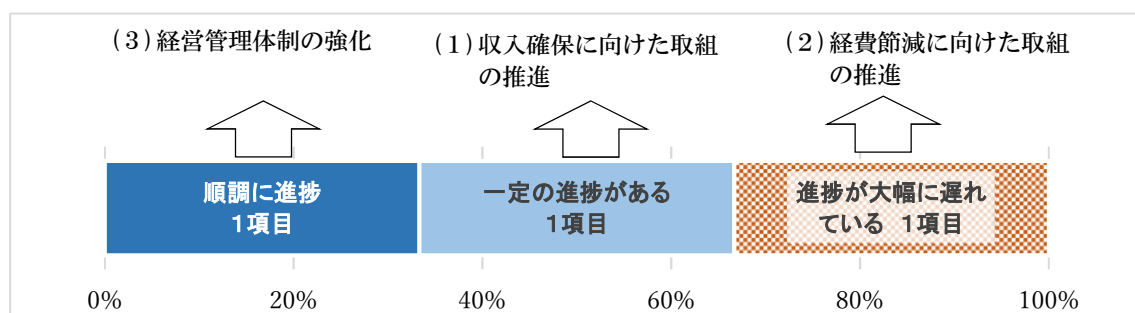 (3)経営管理体制の強化
(1)収入確保に向けた取組
の推進
(2)経費節減に向けた取組
の推進
順調に進捗
1項目
一定の進捗がある
1項目
進捗が大幅に遅れ
ている 1項目
0%
20%
40%
60%
80%
100%